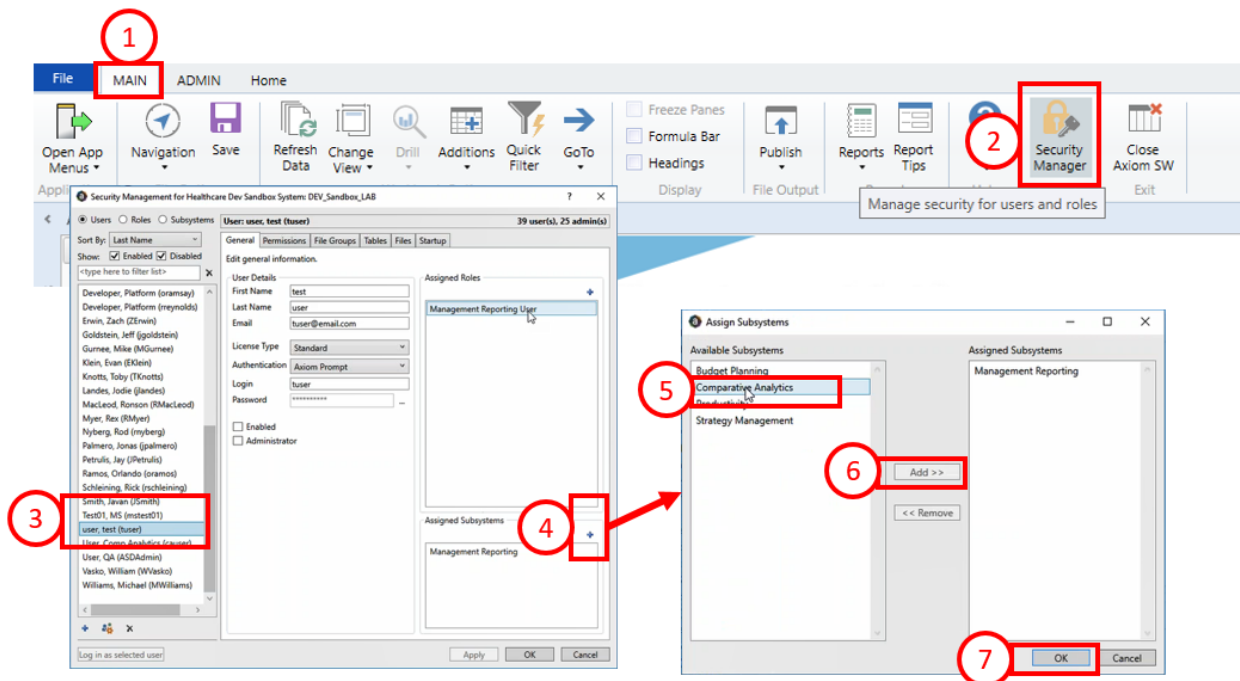 1
File MAIN ADMIN Home
Open App Menus
Navigation
Save
Refresh Data
Change View
Drill
Additions
Quick Filter
GoTo
Freeze Panes
Formula Bar
Headings
Publish
Reports
Report Tips
2
Security Manager
Close Axiom SW
Display
File Output
Exit
Manage security for users and roles
Security Management for Healthcare Dev Sandbox System: DEV_Sandbox_LAB ? X
Users Roles Subsystems
User: user, test (tuser)
39 user(s), 25 admin(s)
Sort By: Last Name
Show: Enabled Disabled
<type here to filter list>
Developer, Platform (oramsay)
Developer, Platform (rreynolds)
Erwin, Zach (ZErwin)
Goldstein, Jeff (jgoldstein)
Gurnee, Mike (MGurnee)
Klein, Evan (EKlein)
Knotts, Toby (TKnotts)
Landes, Jodie (jlandes)
MacLeod, Ronson (RMacLeod)
Myer, Rex (RMyer)
Nyberg, Rod (rnyberg)
Palmero, Jonas (jpalmero)
Petrulis, Jay (JPetrulis)
Ramos, Orlando (oramos)
Schleining, Rick (rschleining)
Smith, Javan (JSmith)
3
Test01, MS (mstest01)
user, test (tuser)
User, Comp Analytics (causer)
User, QA (ASDAdmin)
Vasko, William (WVasko)
Williams, Michael (MWilliams)
Log in as selected user
General Permissions File Groups Tables Files Startup
Edit general information.
User Details
First Name test
Last Name user
Email tuser@email.com
License Type Standard
Authentication Axiom Prompt
Login tuser
Password ********** ...
Enabled
Administrator
Assigned Roles
Management Reporting User
Assigned Subsystems
4
Management Reporting
Apply OK Cancel
Assign Subsystems
Available Subsystems
Budget Planning
5
Comparative Analytics
Productivity
Strategy Management
6
Add >>
<< Remove
Assigned Subsystems
Management Reporting
7
OK Cancel